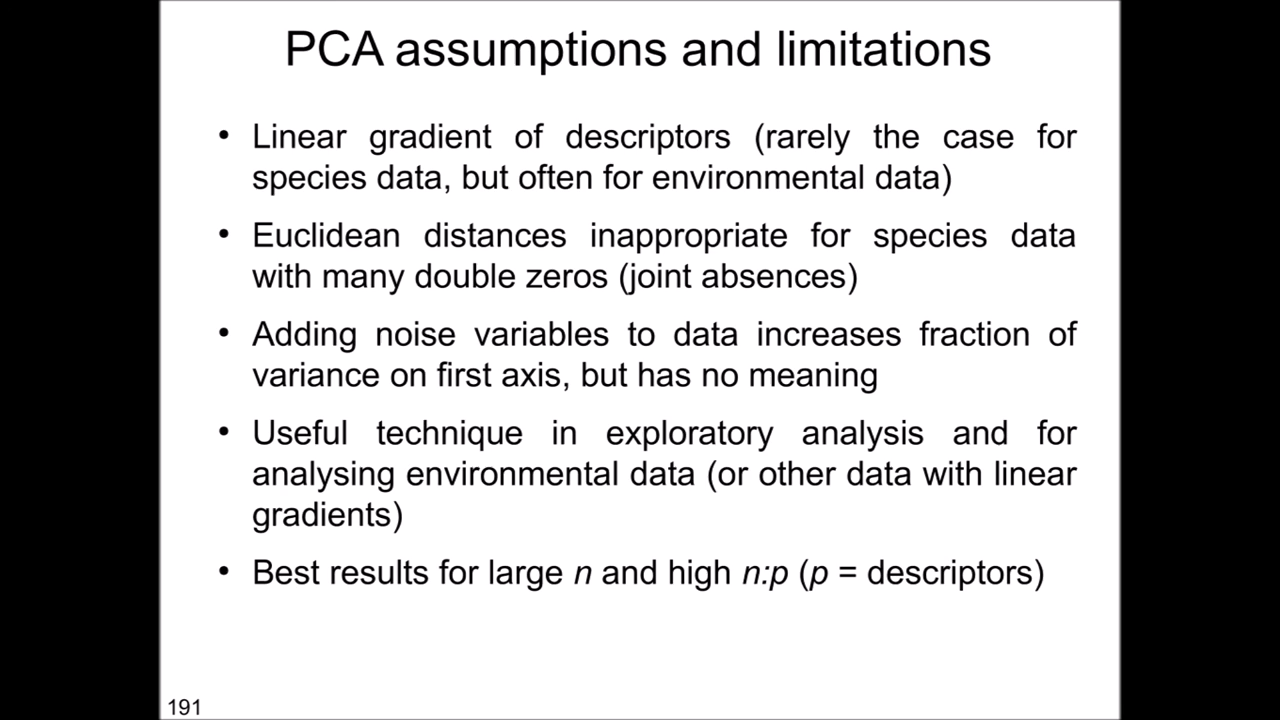 PCA assumptions and limitations
• Linear gradient of descriptors (rarely the case for
species data, but often for environmental data)
• Euclidean distances inappropriate for species data
with many double zeros (joint absences)
• Adding noise variables to data increases fraction of
variance on first axis, but has no meaning
• Useful technique in exploratory analysis and for
analysing environmental data (or other data with linear
gradients)
• Best results for large n and high n:p (p = descriptors)
191